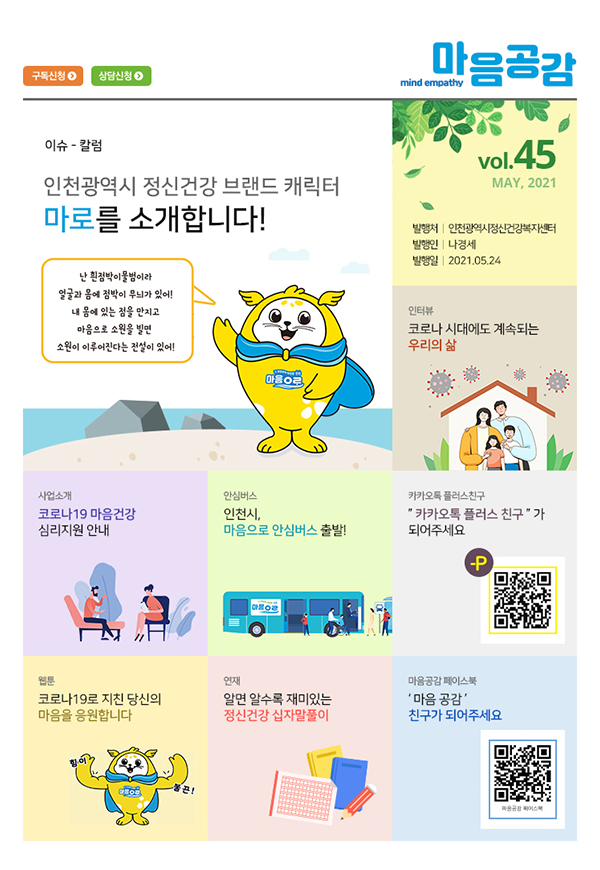 구독신청
상담신청
마음공감
mind empathy
이슈 - 칼럼
인천광역시 정신건강 브랜드 캐릭터
마로를 소개합니다!
난 흰점박이물범이라
얼굴과 몸에 점박이 무늬가 있어!
내 몸에 있는 점을 만지고
마음으로 소원을 빌면
소원이 이루어진다는 전설이 있어!
마음으로
vol.45
MAY, 2021
발행처 | 인천광역시정신건강복지센터
발행인 | 나경세
발행일 | 2021.05.24
인터뷰
코로나 시대에도 계속되는
우리의 삶
사업소개
코로나19 마음건강
심리지원 안내
안심버스
인천시,
마음으로 안심버스 출발!
마음으로
카카오톡 플러스친구
" 카카오톡 플러스 친구 " 가
되어주세요
-P
웹툰
코로나19로 지친 당신의
마음을 응원합니다
힘이
불끈!
마음으로
연재
알면 알수록 재미있는
정신건강 십자말풀이
마음공감 페이스북
‘ 마음 공감 ’
친구가 되어주세요
마음공감 페이스북